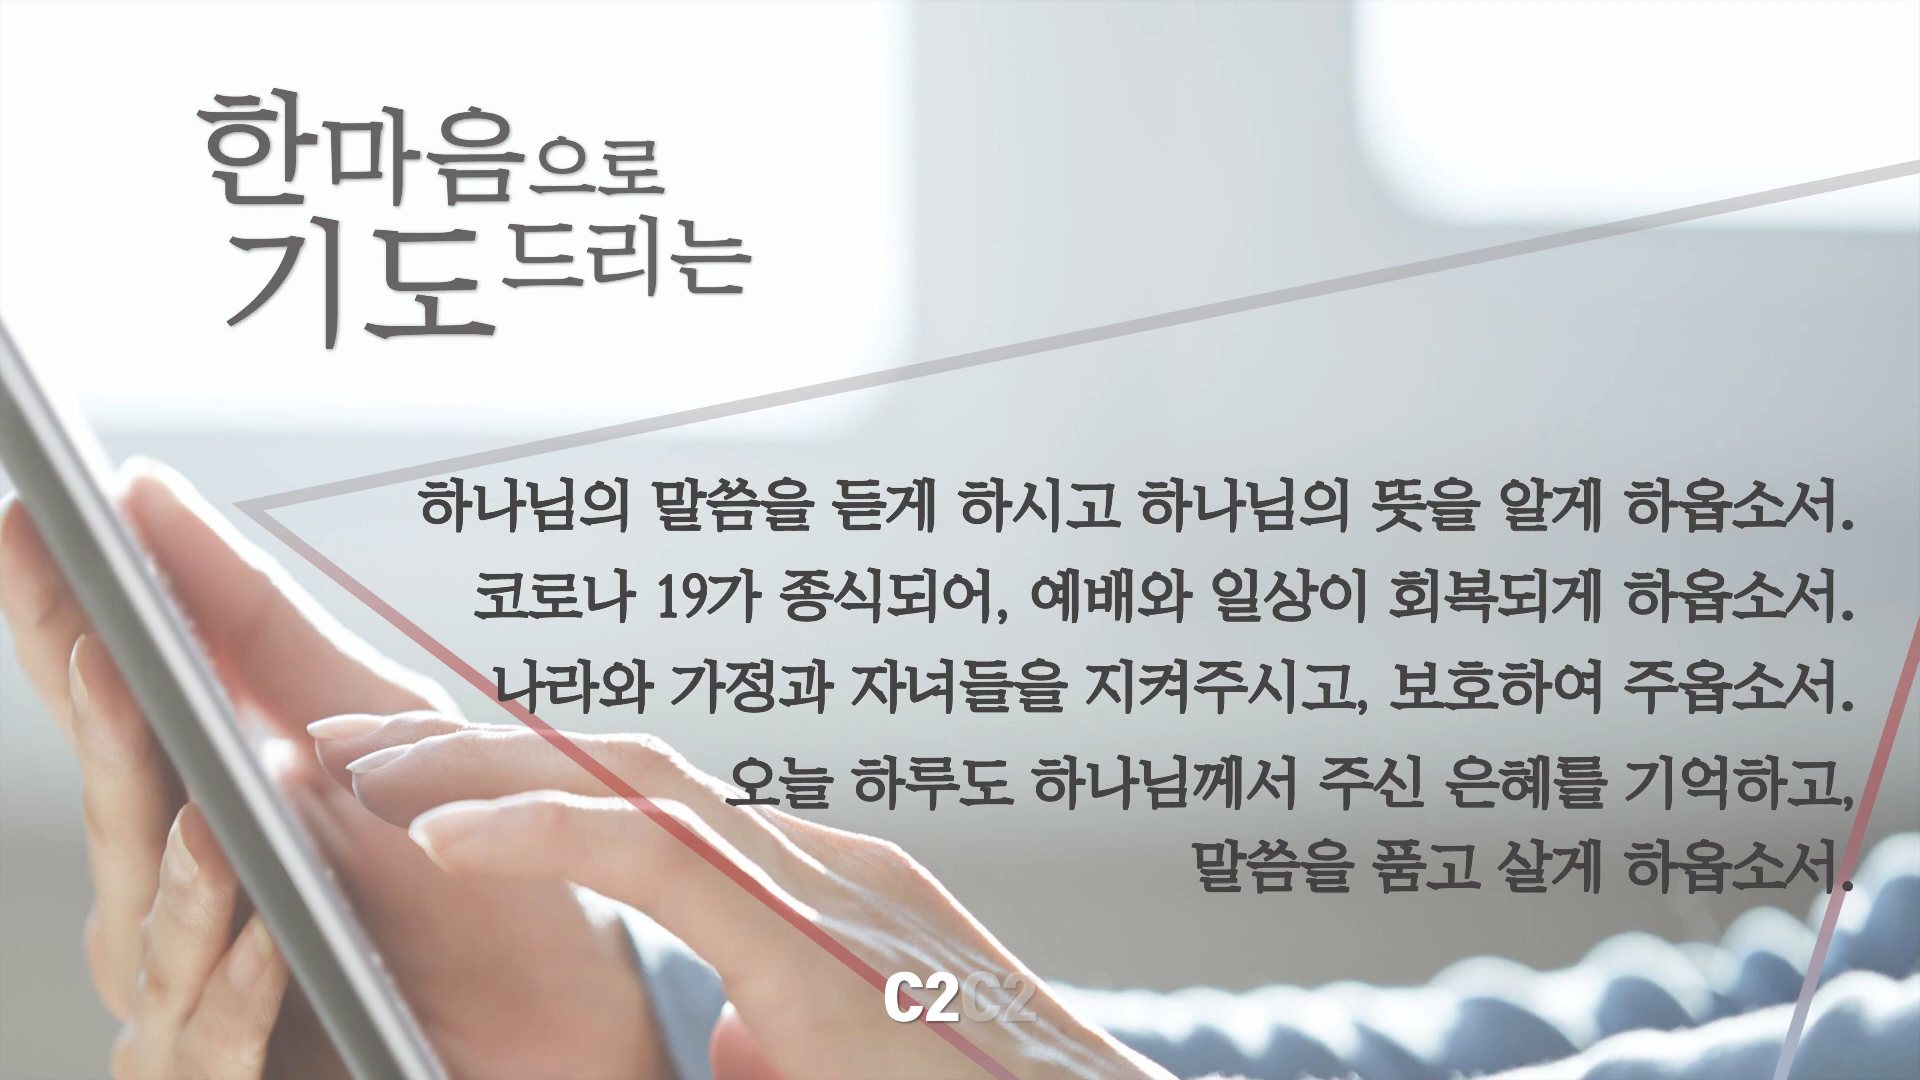 한마음으로
기도드리는
하나님의 말씀을 듣게 하시고 하나님의 뜻을 알게 하옵소서.
코로나 19가 종식되어, 예배와 일상이 회복되게 하옵소서.
나라와 가정과 자녀들을 지켜주시고, 보호하여 주옵소서.
오늘 하루도 하나님께서 주신 은혜를 기억하고,
말씀을 품고 살게 하옵소서.
C2C2